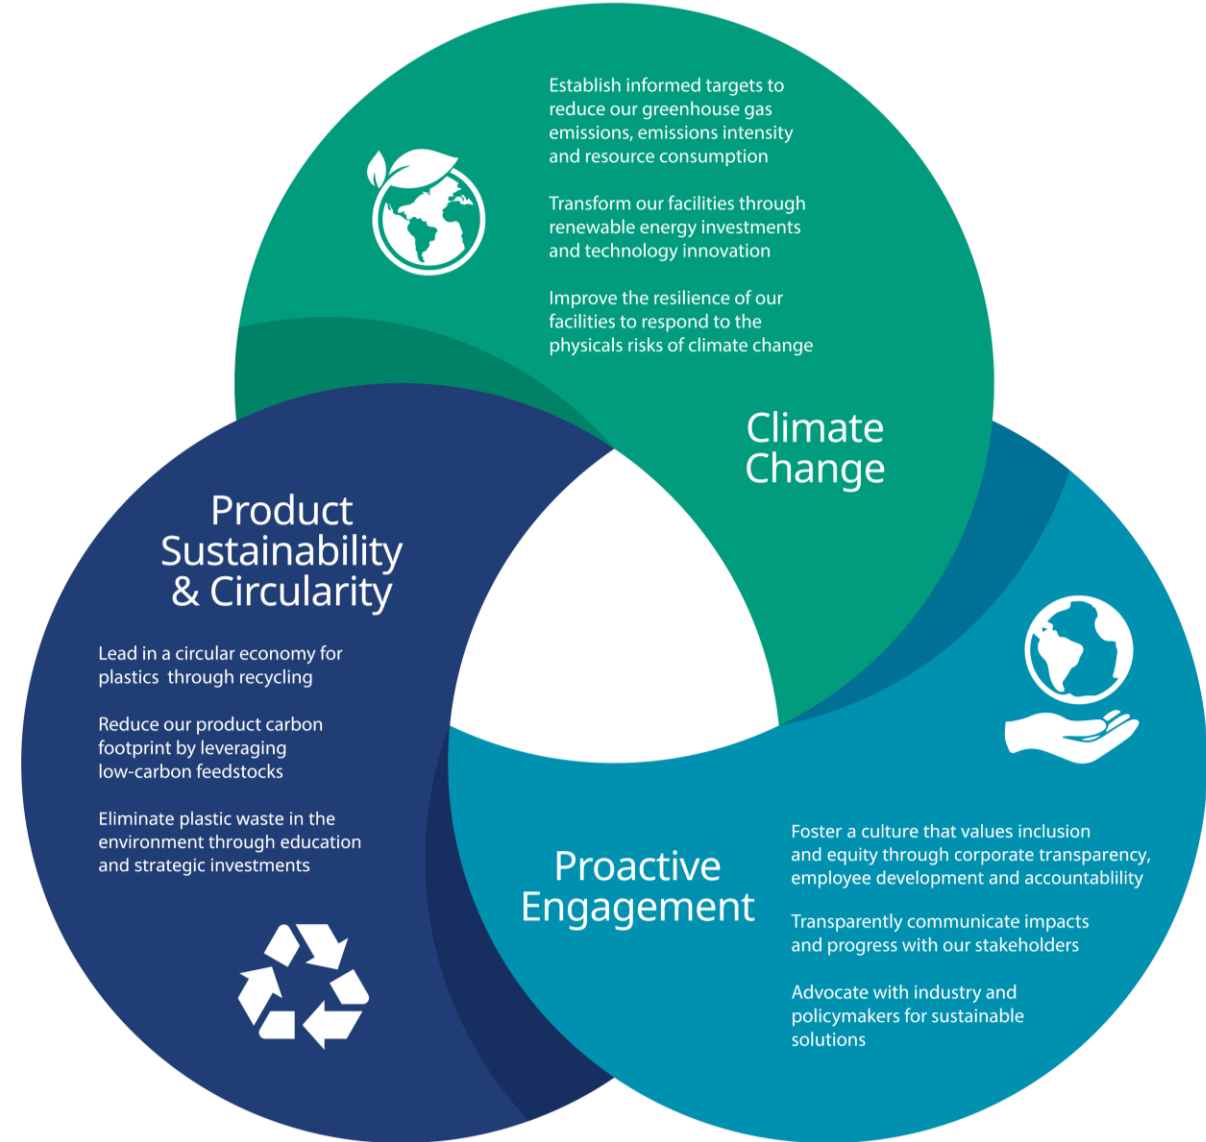 Establish informed targets to
reduce our greenhouse gas
emissions, emissions intensity
and resource consumption
Transform our facilities through
renewable energy investments
and technology innovation
Improve the resilience of our
facilities to respond to the
physicals risks of climate change
Climate
Change
Product
Sustainability
& Circularity
Lead in a circular economy for
plastics through recycling
Reduce our product carbon
footprint by leveraging
low-carbon feedstocks
Eliminate plastic waste in the
environment through education
and strategic investments
Proactive
Engagement
Foster a culture that values inclusion
and equity through corporate transparency,
employee development and accountablility
Transparently communicate impacts
and progress with our stakeholders
Advocate with industry and
policymakers for sustainable
solutions